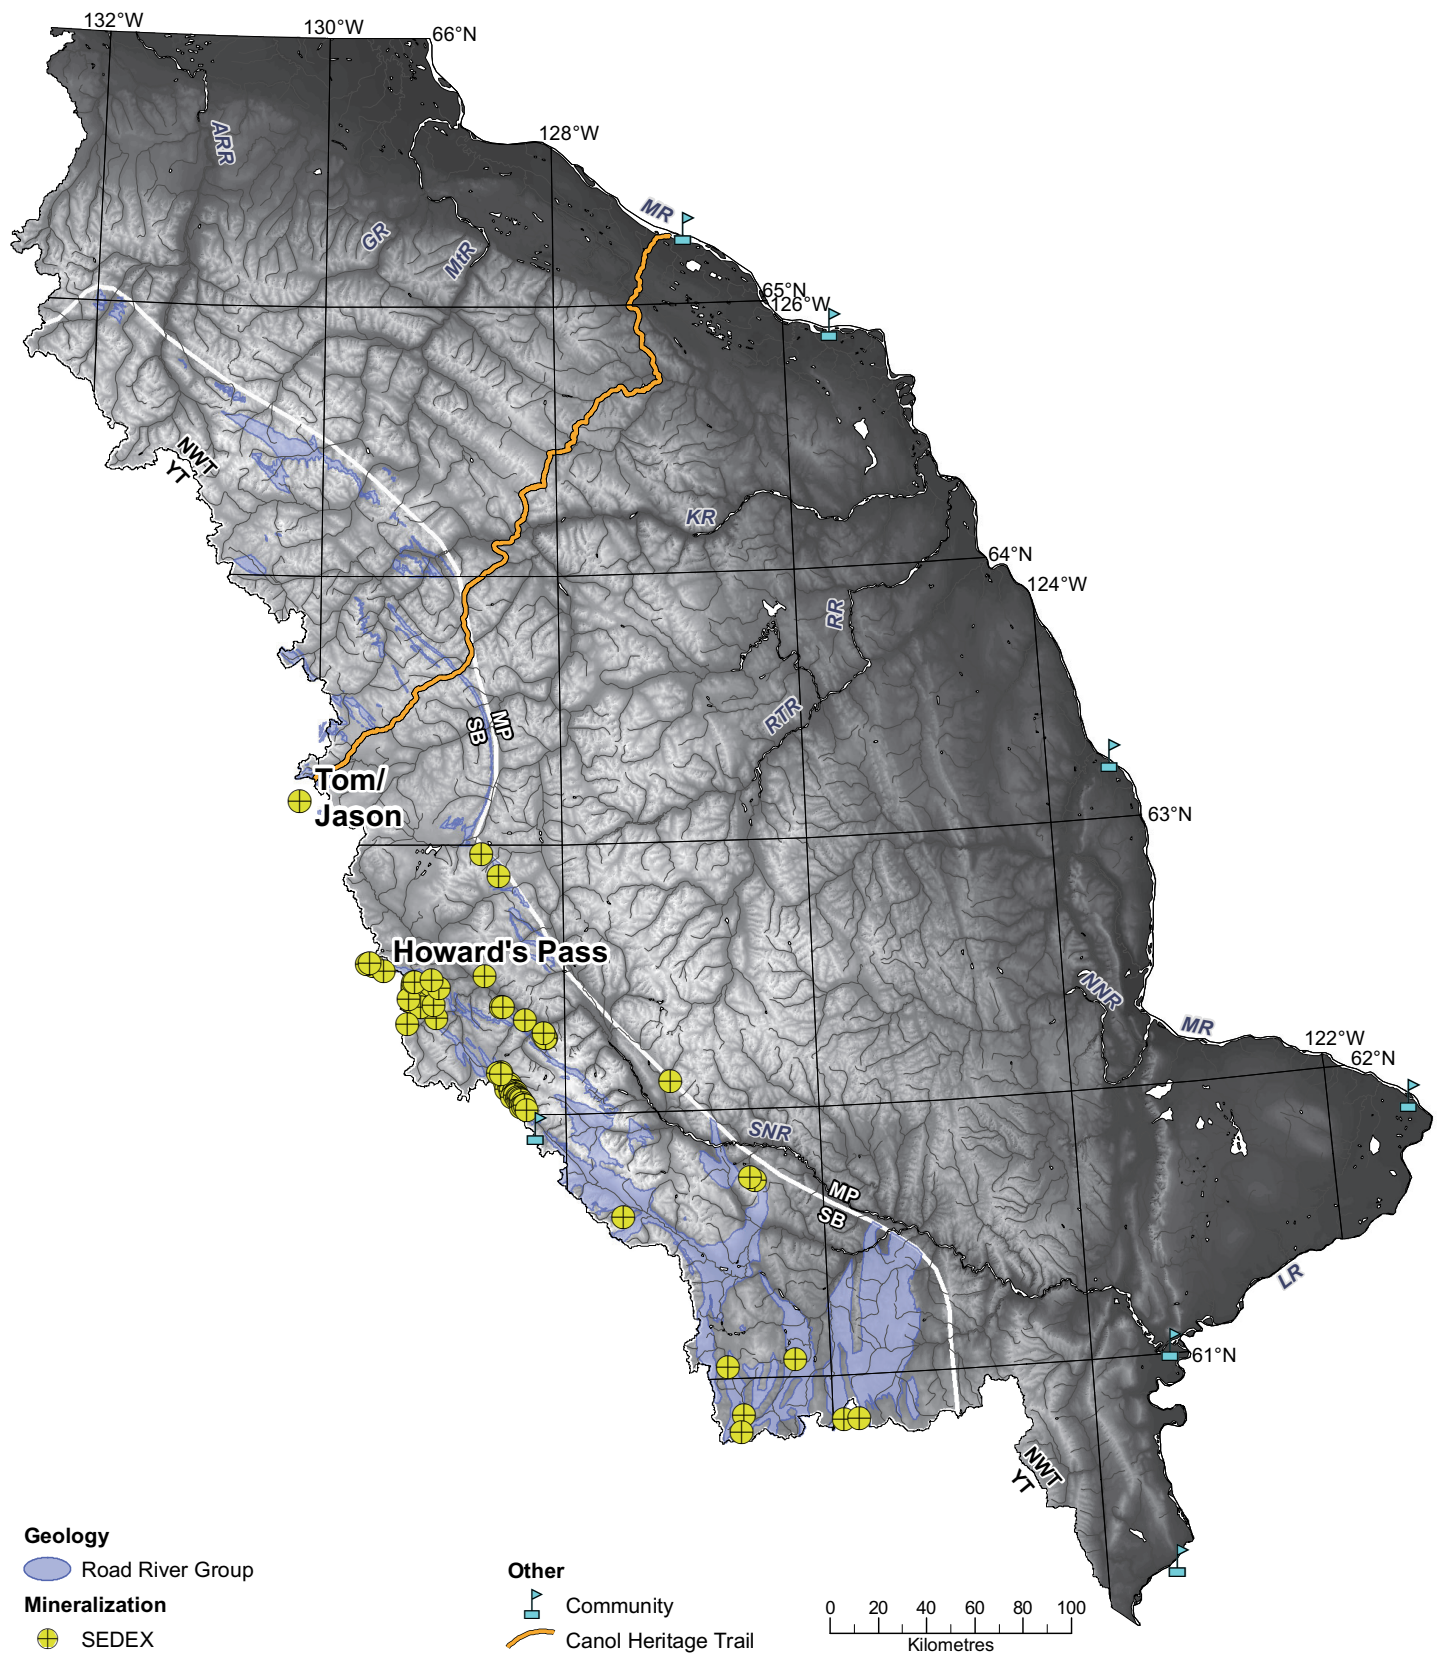 132°W
130°W
66°N
128°W
ARR
MR
GR
MtR
65°N
126°W
NWT
YT
KR
64°N
124°W
RR
RTR
MP
SB
Tom/
Jason
63°N
Howard's Pass
NNR
MR
122°W
62°N
SNR
MP
SB
LR
61°N
NWT
YT
Geology
Road River Group
Mineralization
SEDEX
Other
Community
Canol Heritage Trail
0 20 40 60 80 100
Kilometres